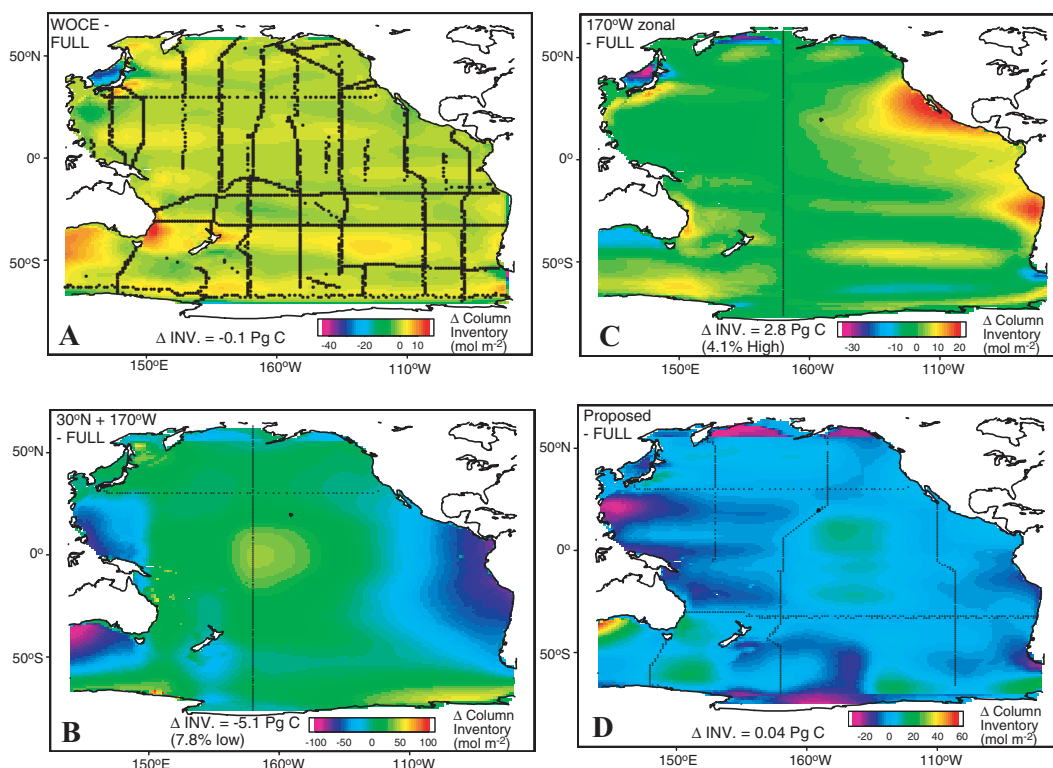 WOCE -
FULL
50ºN
0º
50ºS
A
Δ INV. = -0.1 Pg C
-40 -20 0 10
Δ Column
Inventory
(mol m-2)
150ºE 160ºW 110ºW
170ºW zonal
- FULL
50ºN
0º
50ºS
C
Δ INV. = 2.8 Pg C
(4.1% High)
-30 -10 0 10 20
Δ Column
Inventory
(mol m-2)
150ºE 160ºW 110ºW
30ºN + 170ºW
- FULL
50ºN
0º
50ºS
B
Δ INV. = -5.1 Pg C
(7.8% low)
-100 -50 0 50 100
Δ Column
Inventory
(mol m-2)
150ºE 160ºW 110ºW
Proposed
- FULL
50ºN
0º
50ºS
D
Δ INV. = 0.04 Pg C
-20 0 20 40 60
Δ Column
Inventory
(mol m-2)
150ºE 160ºW 110ºW